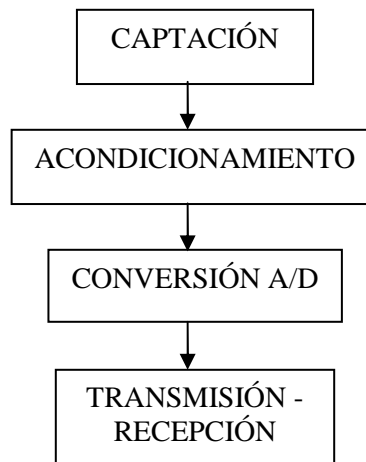 CAPTACIÓN
ACONDICIONAMIENTO
CONVERSIÓN A/D
TRANSMISIÓN -
RECEPCIÓN